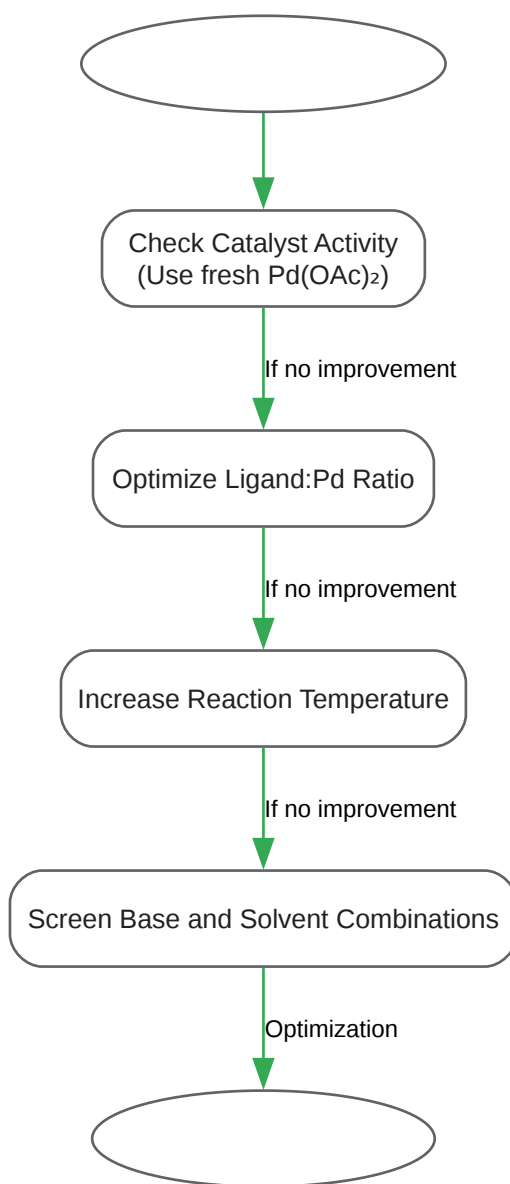 Check Catalyst Activity
(Use fresh Pd(OAc)₂)
If no improvement
Optimize Ligand:Pd Ratio
If no improvement
Increase Reaction Temperature
If no improvement
Screen Base and Solvent Combinations
Optimization